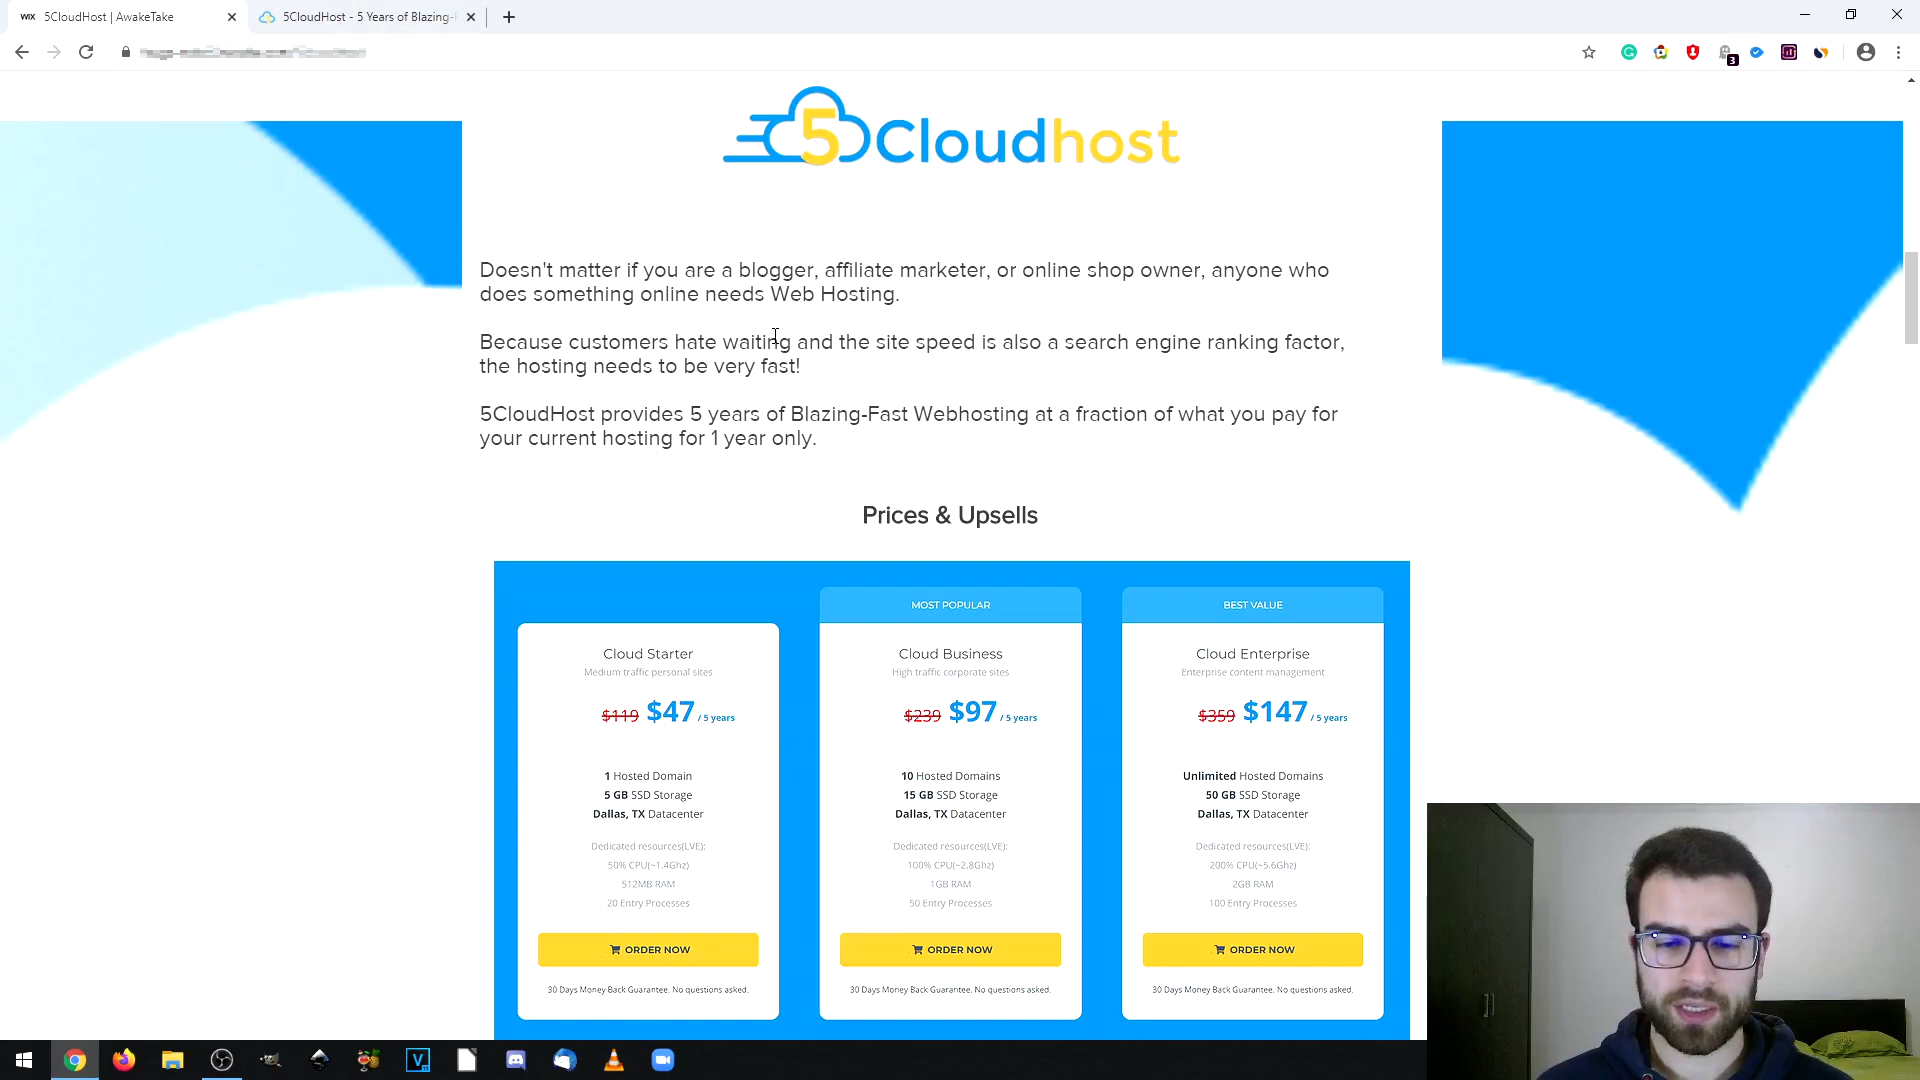 WIX 5CloudHost | AwakeTake
5CloudHost - 5 Years of Blazing-F
3
5Cloudhost
Doesn't matter if you are a blogger, affiliate marketer, or online shop owner, anyone who
does something online needs Web Hosting.
Because customers hate waiting and the site speed is also a search engine ranking factor,
the hosting needs to be very fast!
5CloudHost provides 5 years of Blazing-Fast Webhosting at a fraction of what you pay for
your current hosting for 1 year only.
Prices & Upsells
MOST POPULAR
BEST VALUE
Cloud Starter
Medium traffic personal sites
$119 $47 / 5 years
1 Hosted Domain
5 GB SSD Storage
Dallas, TX Datacenter
Dedicated resources(LVE):
50% CPU(~1.4Ghz)
512MB RAM
20 Entry Processes
ORDER NOW
30 Days Money Back Guarantee. No questions asked.
Cloud Business
High traffic corporate sites
$239 $97 / 5 years
10 Hosted Domains
15 GB SSD Storage
Dallas, TX Datacenter
Dedicated resources(LVE):
100% CPU(~2.8Ghz)
1GB RAM
50 Entry Processes
ORDER NOW
30 Days Money Back Guarantee. No questions asked.
Cloud Enterprise
Enterprise content management
$359 $147 / 5 years
Unlimited Hosted Domains
50 GB SSD Storage
Dallas, TX Datacenter
Dedicated resources(LVE):
200% CPU(~5.6Ghz)
2GB RAM
100 Entry Processes
ORDER NOW
30 Days Money Back Guarantee. No questions asked.